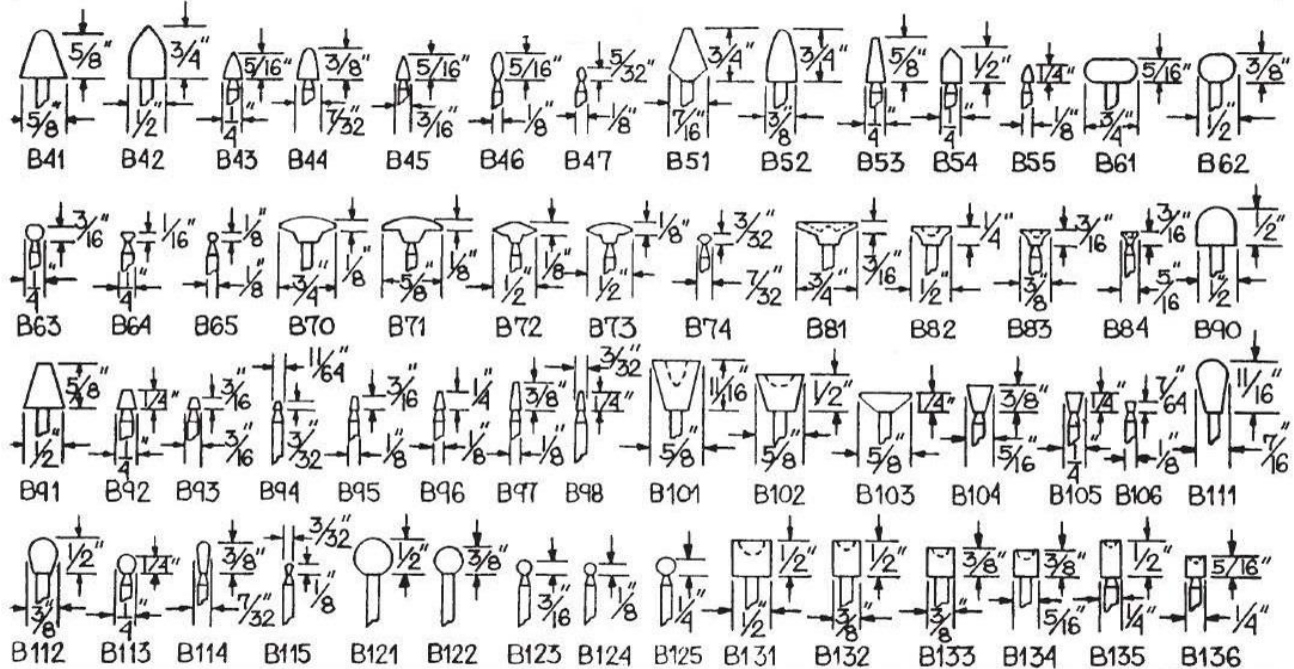 5/8" 3/4" 5/16" 3/8" 5/16" 5/16" 5/32" 3/4" 3/4" 5/8" 1/2" 1/4" 5/16" 3/8"
5/8" 1/2" 1/4" 7/32" 3/16" 1/8" 1/8" 7/16" 3/8" 1/4" 1/4" 1/8" 3/4" 1/2"
B41 B42 B43 B44 B45 B46 B47 B51 B52 B53 B54 B55 B61 B62
3/16" 1/16" 1/8" 1/8" 1/8" 1/8" 1/8" 3/32" 3/16" 1/4" 3/16" 3/16" 1/2"
1/4" 1/4" 1/8" 3/4" 5/8" 1/2" 1/2" 7/32" 3/4" 1/2" 3/8" 5/16" 1/2"
B63 B64 B65 B70 B71 B72 B73 B74 B81 B82 B83 B84 B90
11/64" 3/32"
5/8" 1/4" 3/16" 3/16" 1/4" 3/8" 1/4" 11/16" 1/2" 1/4" 3/8" 1/4" 7/64" 11/16"
1/2" 1/4" 3/16" 3/32" 1/8" 1/8" 1/8" 5/8" 5/8" 5/8" 5/16" 1/4" 1/8" 7/16"
B91 B92 B93 B94 B95 B96 B97 B98 B101 B102 B103 B104 B105 B106 B111
3/32"
1/2" 1/4" 3/8" 1/2" 3/8" 1/2" 1/2" 3/8" 3/8" 1/2" 5/16"
3/8" 1/4" 7/32" 1/8" 3/16" 1/8" 1/4" 1/2" 3/8" 3/8" 5/16" 1/4" 1/4"
B112 B113 B114 B115 B121 B122 B123 B124 B125 B131 B132 B133 B134 B135 B136